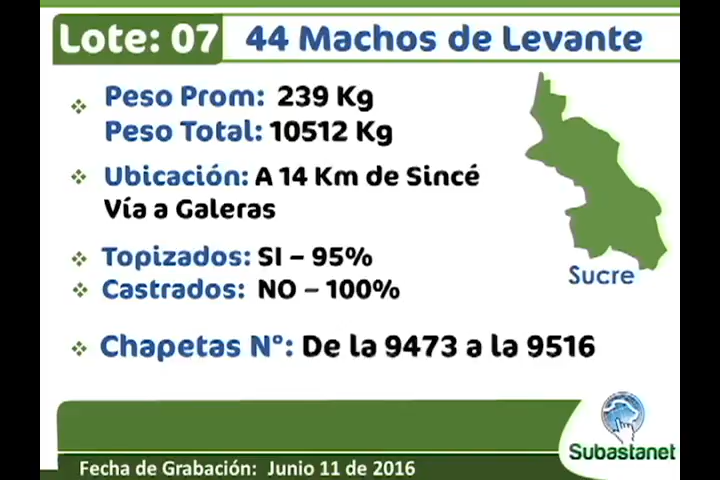 Lote: 07
44 Machos de Levante
Peso Prom: 239 Kg
Peso Total: 10512 Kg
Ubicación: A 14 Km de Sincé
Vía a Galeras
Topizados: SI – 95%
Castrados: NO – 100%
Sucre
Chapetas N°: De la 9473 a la 9516
Subastanet
Fecha de Grabación: Junio 11 de 2016